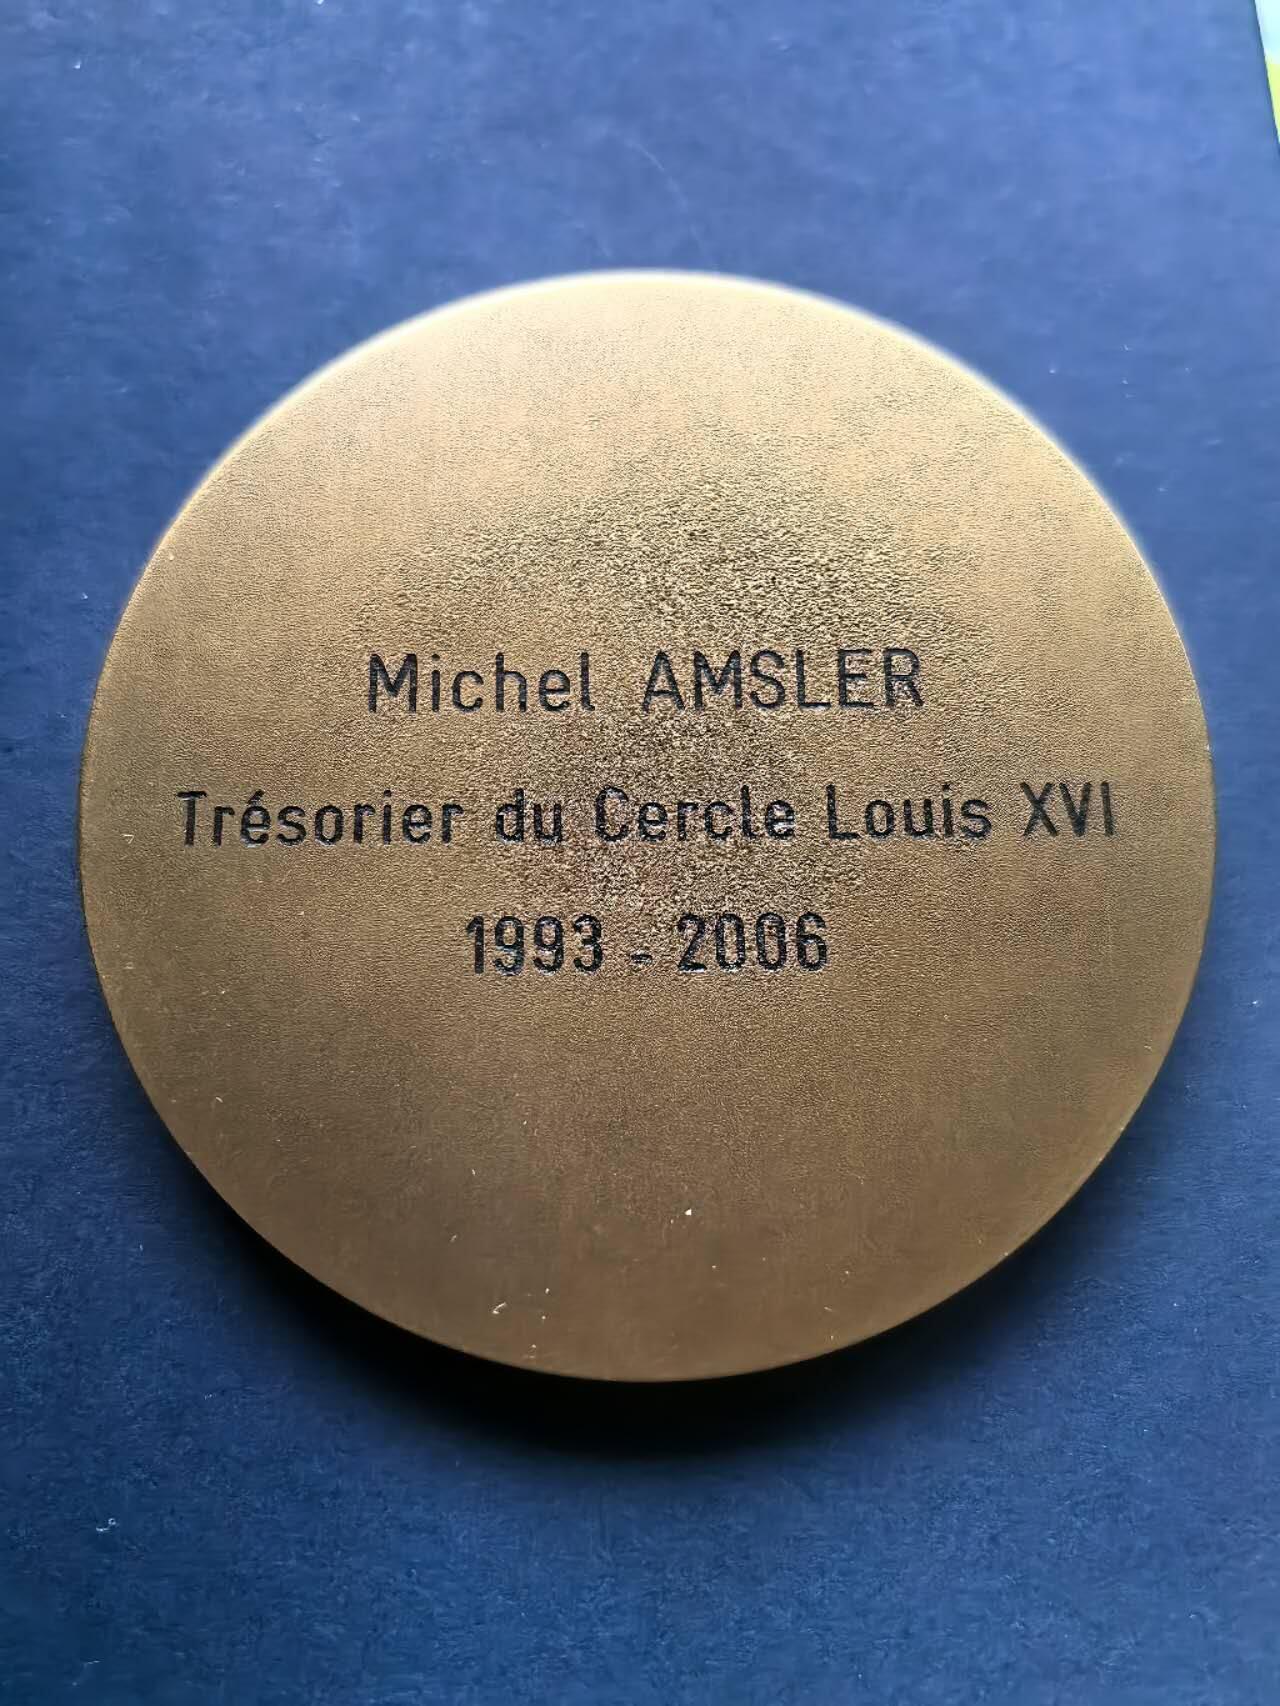 Michel AMSLER
Trésorier du Cercle Louis XVI
1993 - 2006